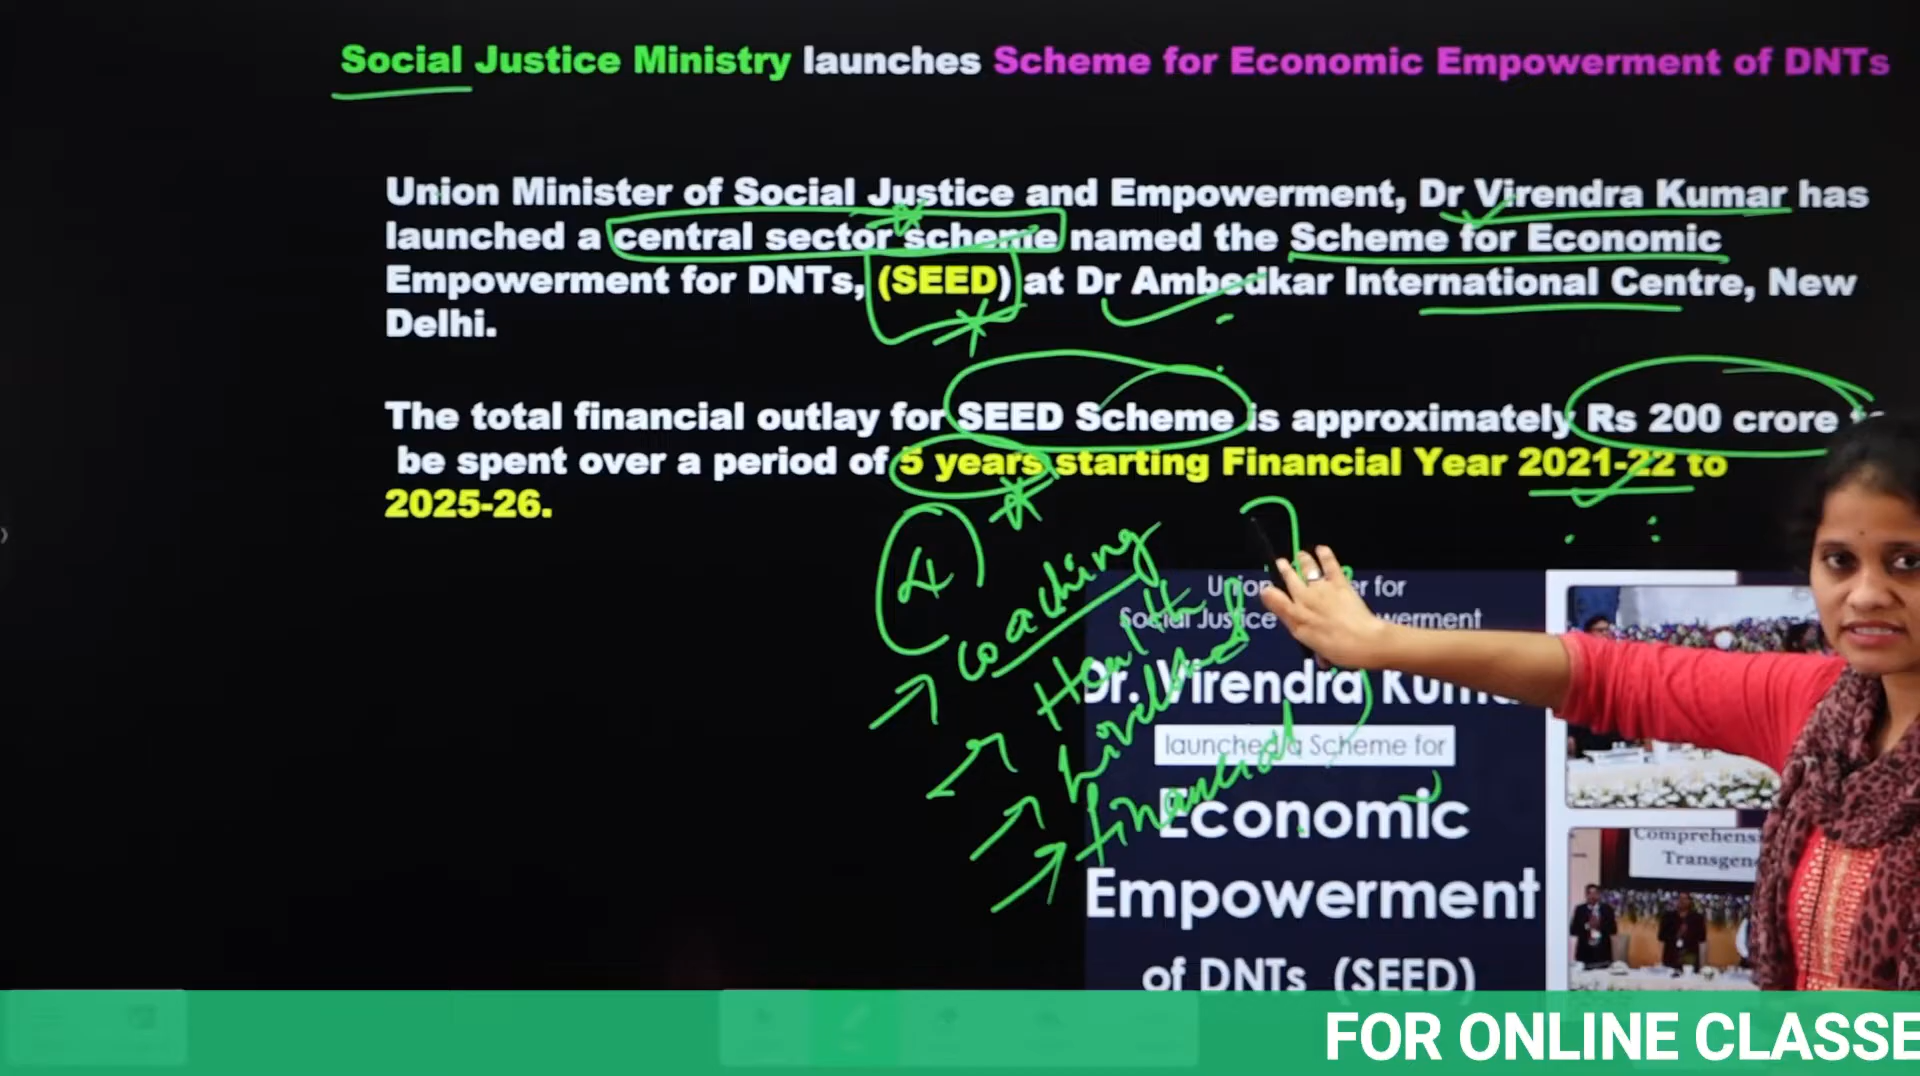 Social Justice Ministry launches Scheme for Economic Empowerment of DNTs
Union Minister of Social Justice and Empowerment, Dr Virendra Kumar has
launched a central sector scheme named the Scheme for Economic
Empowerment for DNTs, (SEED) at Dr Ambedkar International Centre, New
Delhi.
The total financial outlay for SEED Scheme is approximately Rs 200 crore
be spent over a period of 5 years starting Financial Year 2021-22 to
2025-26.
4
coaching
Health
Livelihood
financial
Union for
Social Justice
Dr. Virendra
launched a Scheme for
Economic
Empowerment
of DNTs (SEED)
FOR ONLINE CLASSE